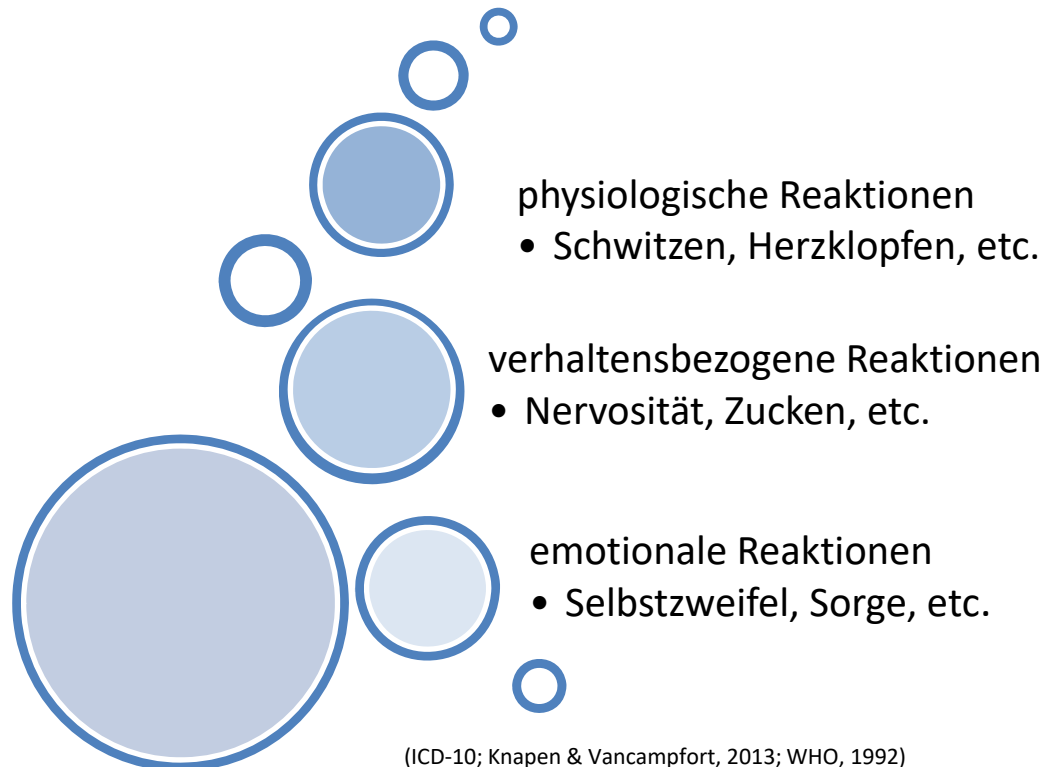 physiologische Reaktionen
• Schwitzen, Herzklopfen, etc.
verhaltensbezogene Reaktionen
• Nervosität, Zucken, etc.
emotionale Reaktionen
• Selbstzweifel, Sorge, etc.
(ICD-10; Knapen & Vancampfort, 2013; WHO, 1992)